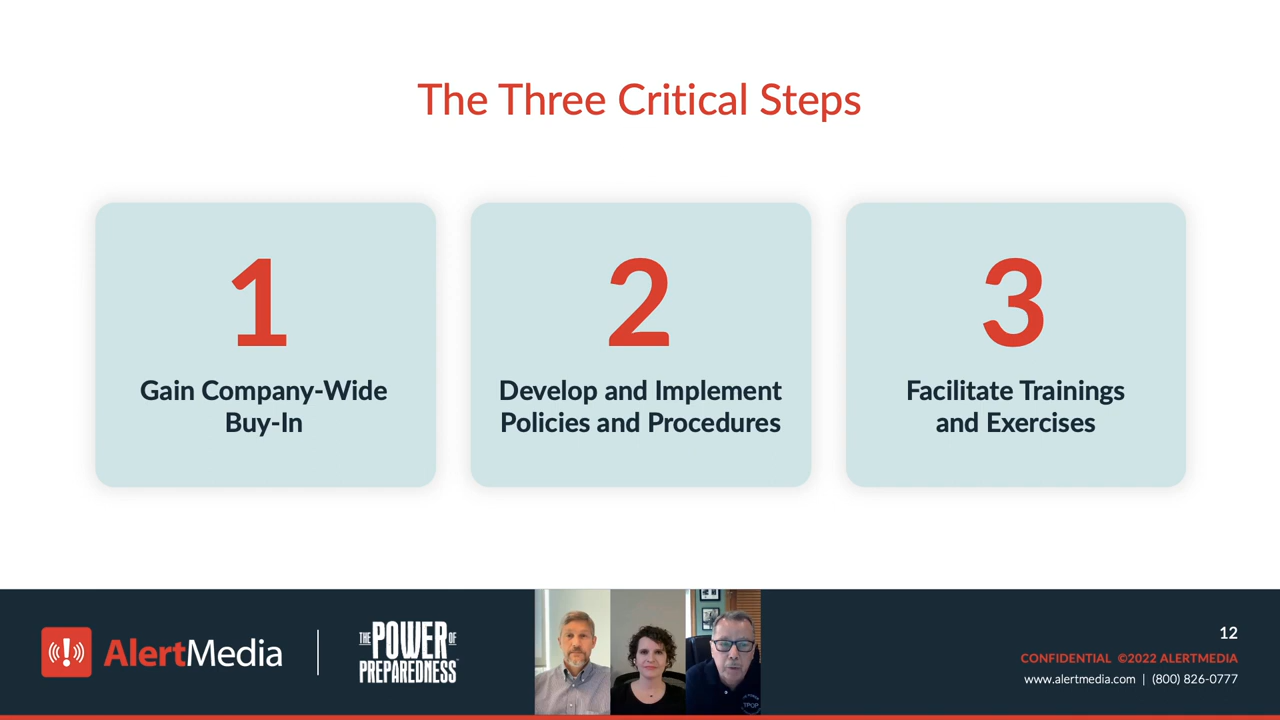 The Three Critical Steps
1
Gain Company-Wide
Buy-In
2
Develop and Implement
Policies and Procedures
3
Facilitate Trainings
and Exercises
AlertMedia
THE POWER OF
PREPAREDNESS
TPOP
12
CONFIDENTIAL ©2022 ALERTMEDIA
www.alertmedia.com | (800) 826-0777